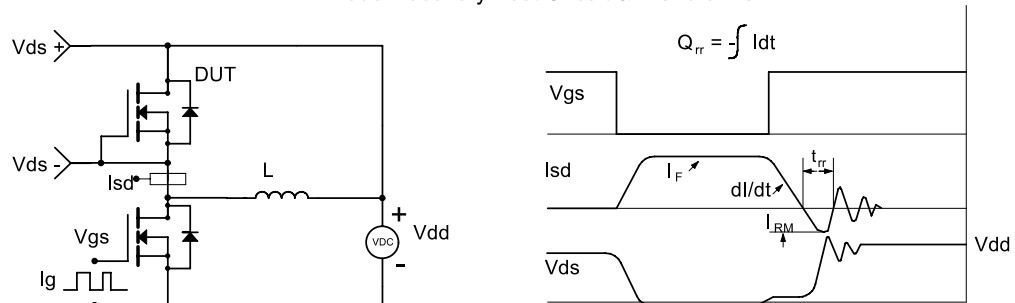 Vds +
DUT
Vds -
Isd
L
Vgs
Ig
VDC
+
-
Vdd
Qrr = -∫ Idt
Vgs
Isd
IF
dI/dt
trr
IRM
Vds
Vdd